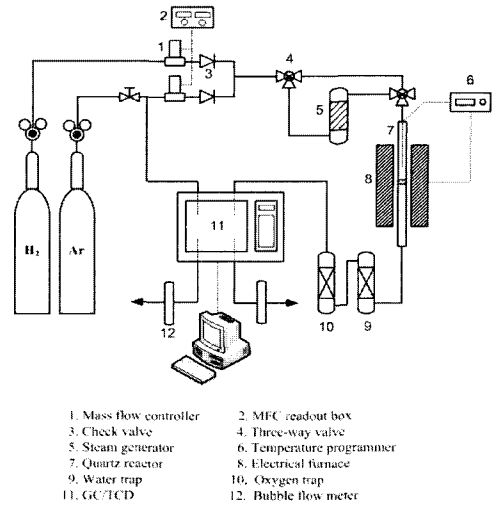 2
1
3
4
5
6
7
8
H₂
Ar
11
10
9
12
1. Mass flow controller 2. MFC readout box
3. Check valve 4. Three-way valve
5. Steam generator 6. Temperature programmer
7. Quartz reactor 8. Electrical furnace
9. Water trap 10. Oxygen trap
11. GC/TCD 12. Bubble flow meter